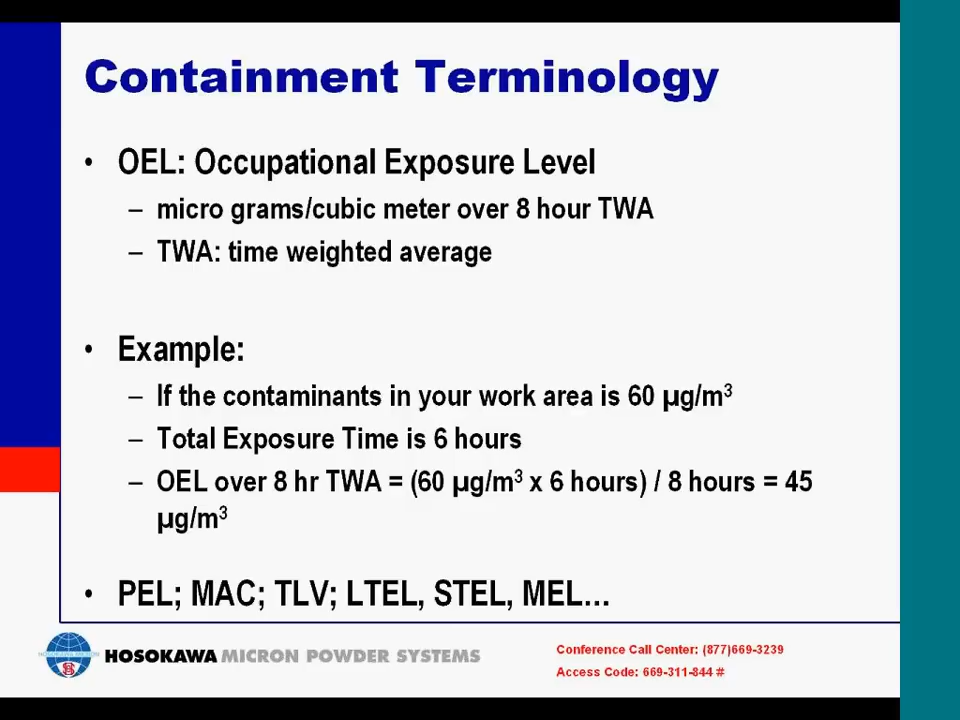 Containment Terminology
• OEL: Occupational Exposure Level
– micro grams/cubic meter over 8 hour TWA
– TWA: time weighted average
• Example:
– If the contaminants in your work area is 60 µg/m³
– Total Exposure Time is 6 hours
– OEL over 8 hr TWA = (60 µg/m³ x 6 hours) / 8 hours = 45
µg/m³
• PEL; MAC; TLV; LTEL, STEL, MEL…
HOSOKAWA MICRON POWDER SYSTEMS
Conference Call Center: (877)669-3239
Access Code: 669-311-844 #